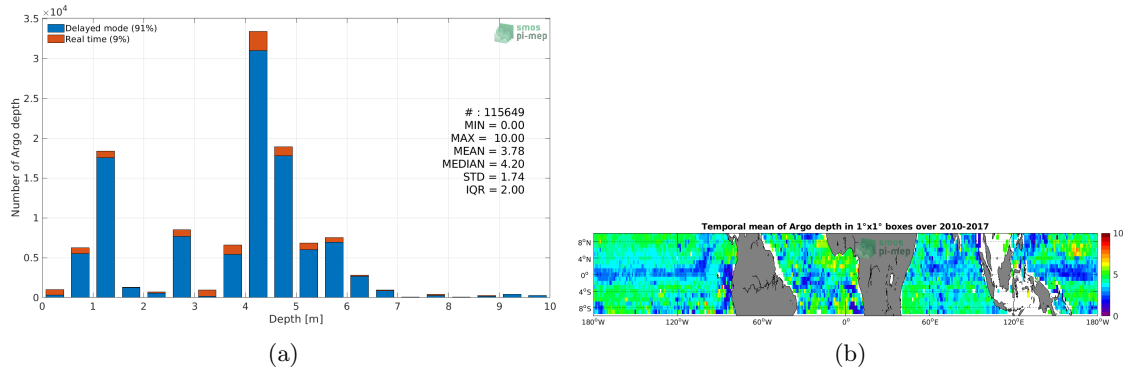 ×10⁴
3.5
3
2.5
2
1.5
1
0.5
0
Number of Argo depth
Delayed mode (91%)
Real time (9%)
smos
pi-mep
# : 115649
MIN = 0.00
MAX = 10.00
MEAN = 3.78
MEDIAN = 4.20
STD = 1.74
IQR = 2.00
0 1 2 3 4 5 6 7 8 9 10
Depth [m]
(a)
Temporal mean of Argo depth in 1°x1° boxes over 2010-2017
smos
pi-mep
8°N
4°N
0°
4°S
8°S
180°W 120°W 60°W 0° 60°E 120°E 180°W
10
5
0
(b)